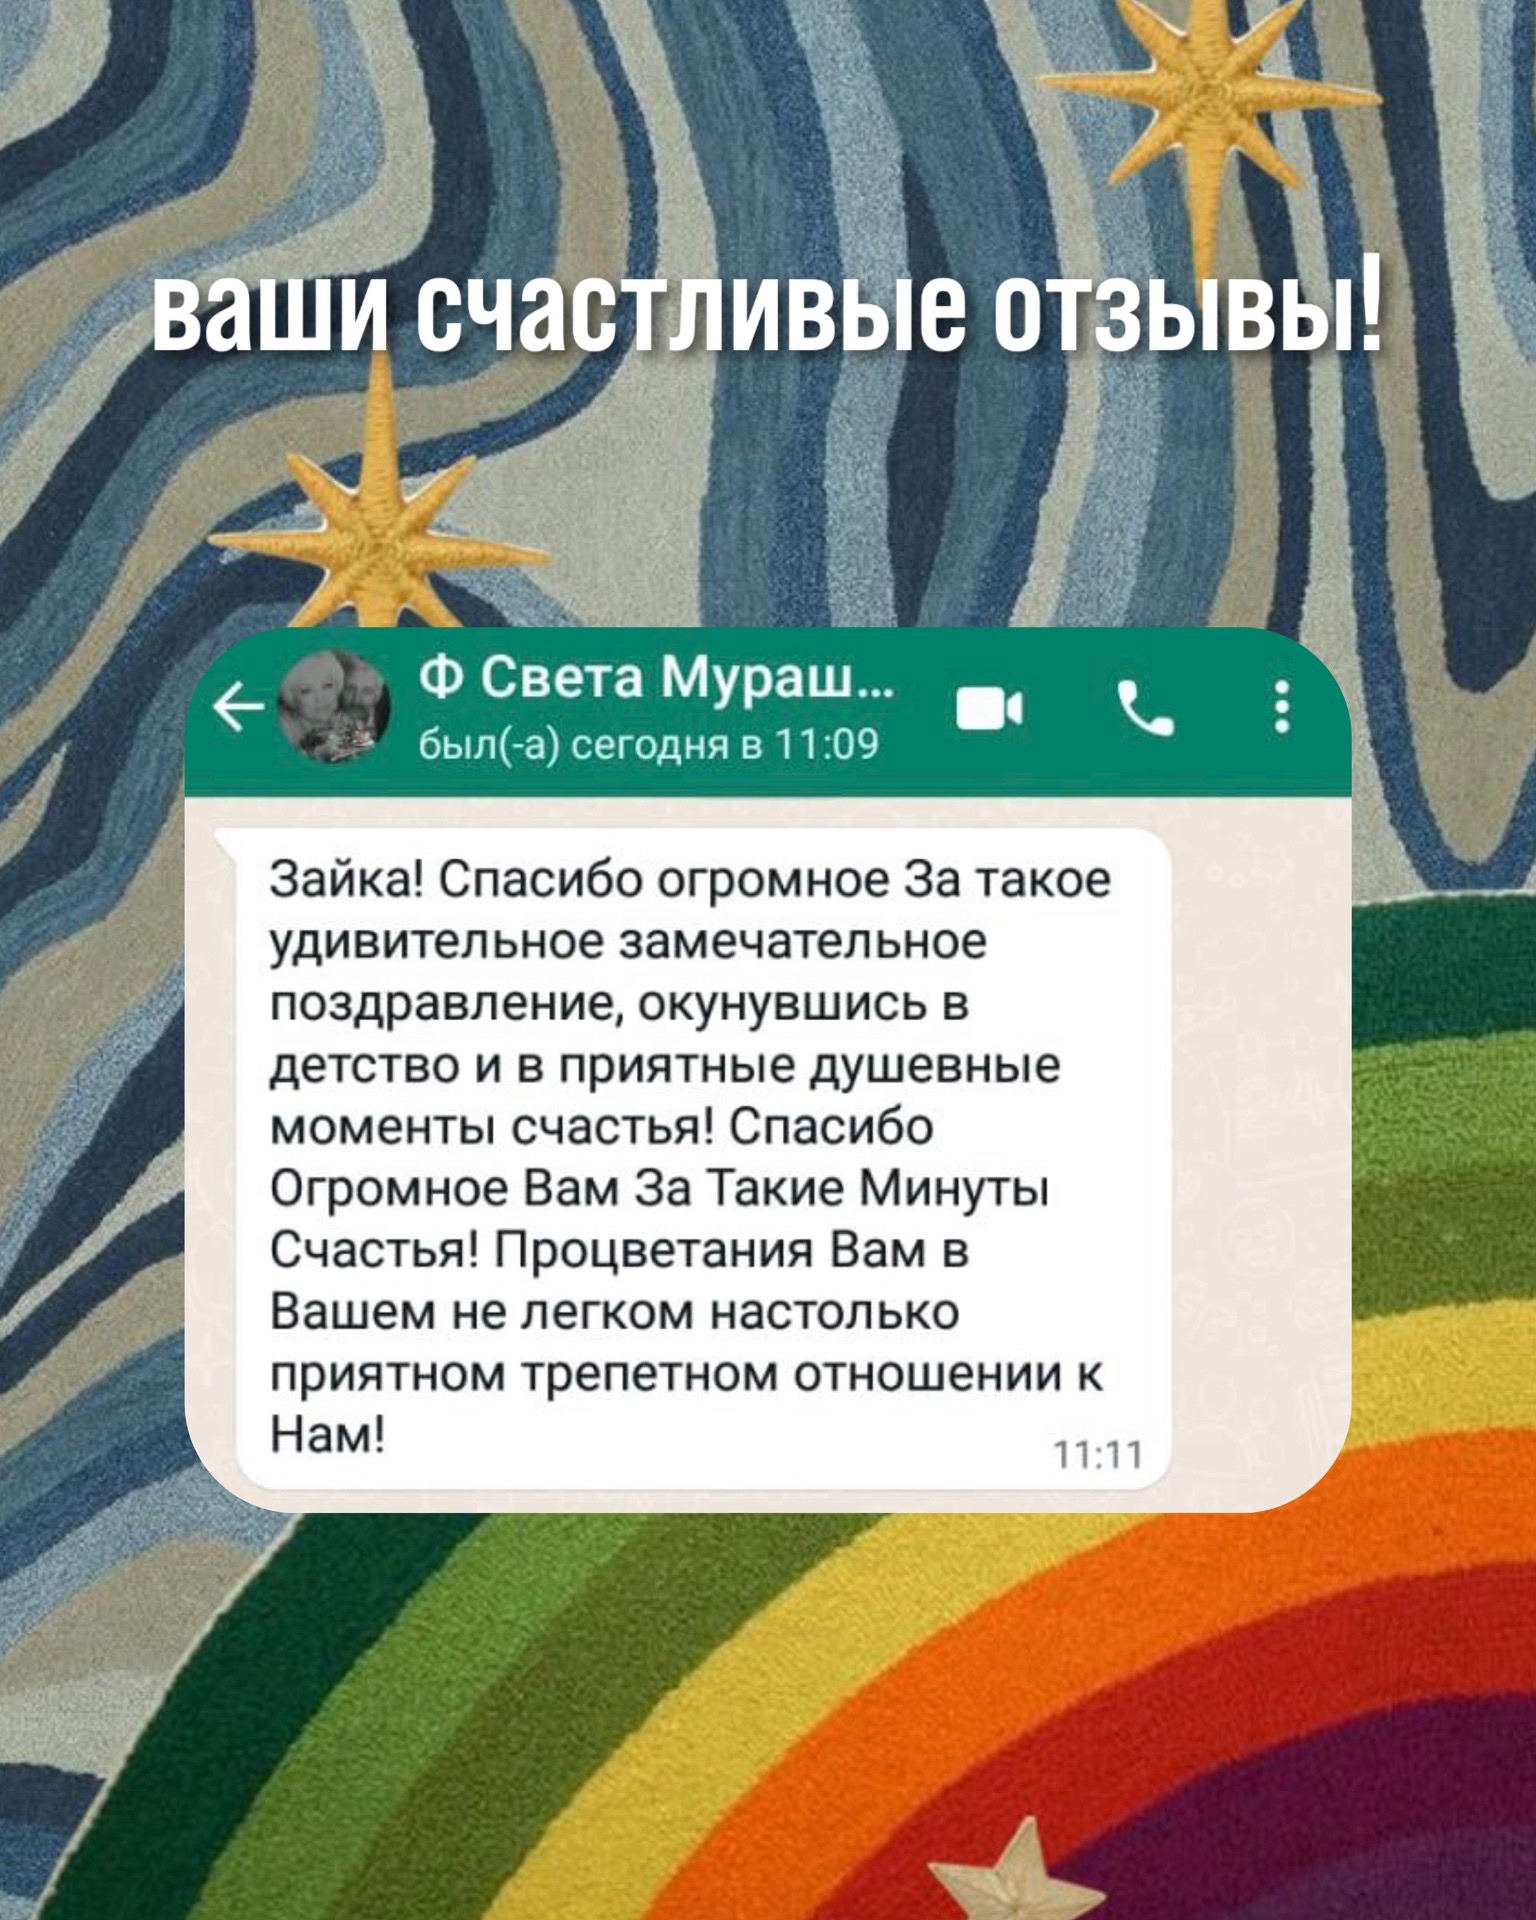 ваши счастливые отзывы!
Ф Света Мураш...
был(-а) сегодня в 11:09
Зайка! Спасибо огромное За такое
удивительное замечательное
поздравление, окунувшись в
детство и в приятные душевные
моменты счастья! Спасибо
Огромное Вам За Такие Минуты
Счастья! Процветания Вам в
Вашем не легком настолько
приятном трепетном отношении к
Нам!
11:11